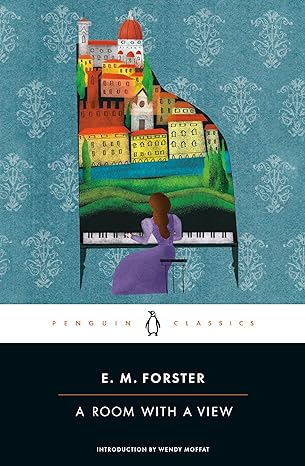 PENGUIN CLASSICS
E. M. FORSTER
A ROOM WITH A VIEW
INTRODUCTION BY WENDY MOFFAT